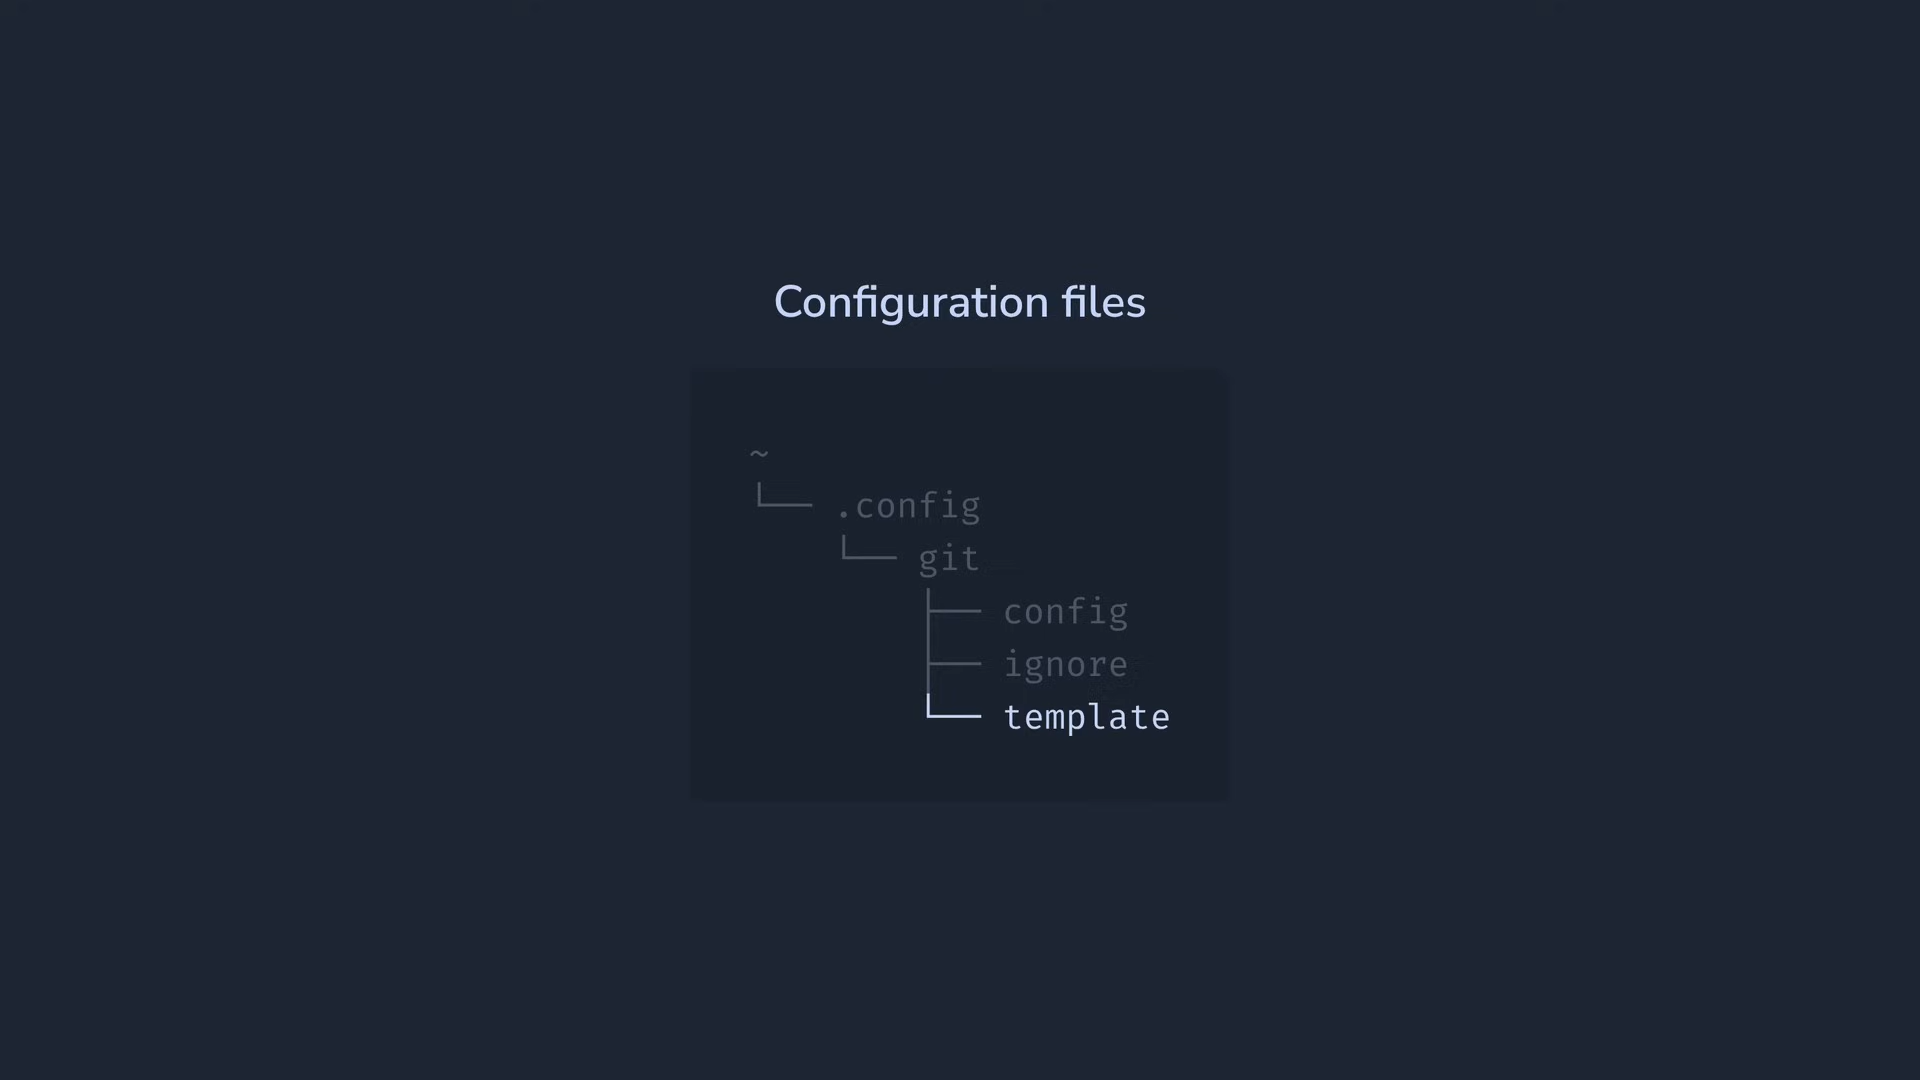 Configuration files
~
└── .config
└── git
├── config
├── ignore
└── template